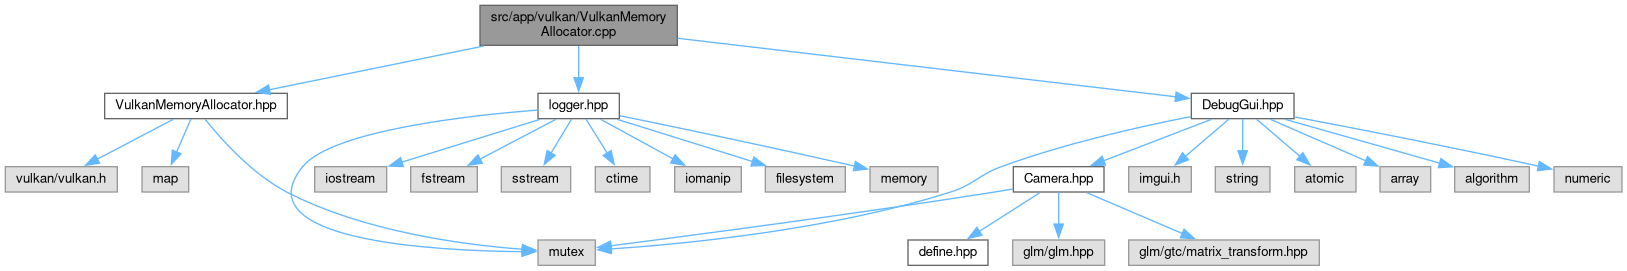 src/app/vulkan/VulkanMemory
Allocator.cpp
VulkanMemoryAllocator.hpp
logger.hpp
DebugGui.hpp
vulkan/vulkan.h
map
iostream
fstream
sstream
ctime
iomanip
filesystem
memory
Camera.hpp
imgui.h
string
atomic
array
algorithm
numeric
mutex
define.hpp
glm/glm.hpp
glm/gtc/matrix_transform.hpp